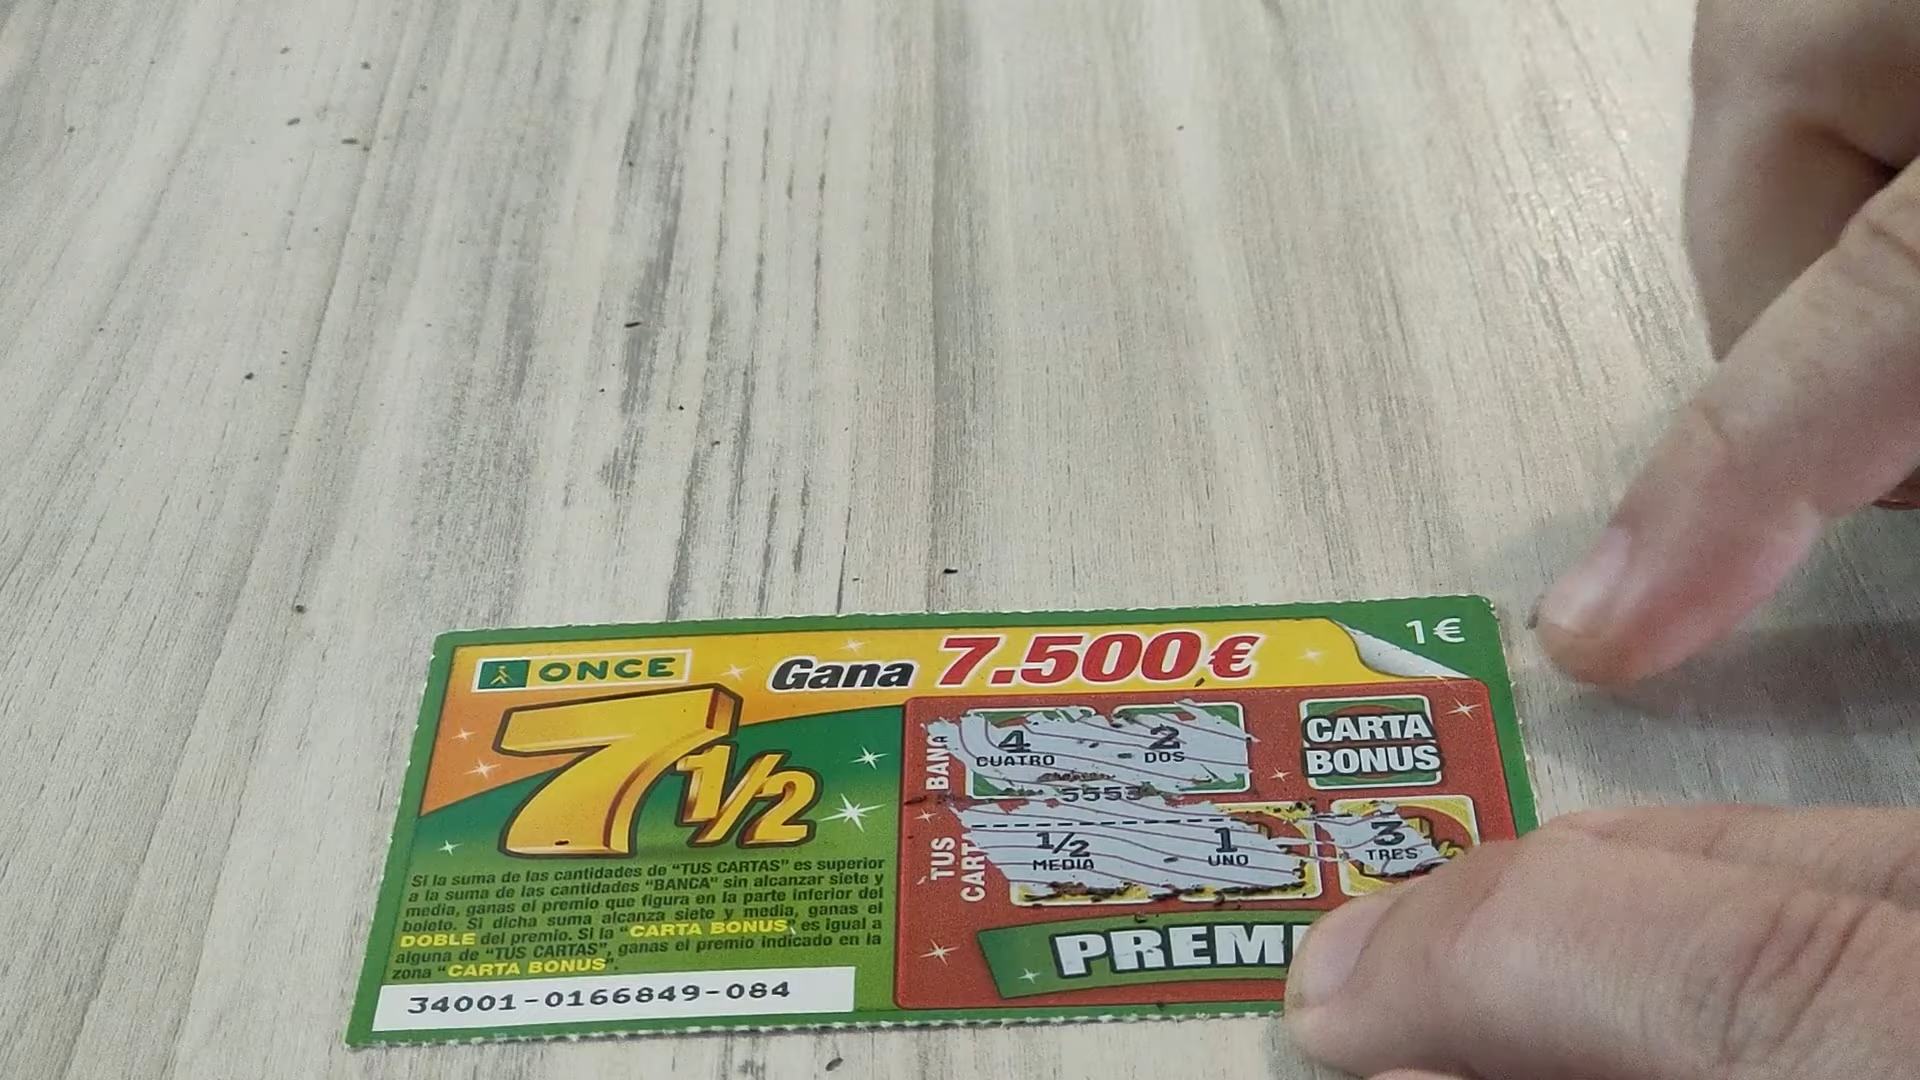 ONCE
Gana 7.500€
1€
7 1/2
4 2
CUATRO DOS
5553
CARTA
BONUS
TUS
1/2 1 3
MEDIA UNO TRES
Si la suma de las cantidades de “TUS CARTAS” es superior
a la suma de las cantidades “BANCA” sin alcanzar siete y
media, ganas el premio que figura en la parte inferior del
boleto. Si dicha suma alcanza siete y media, ganas el
DOBLE del premio. Si la “CARTA BONUS” es igual a
alguna de “TUS CARTAS”, ganas el premio indicado en la
zona “CARTA BONUS”.
34001-0166849-084